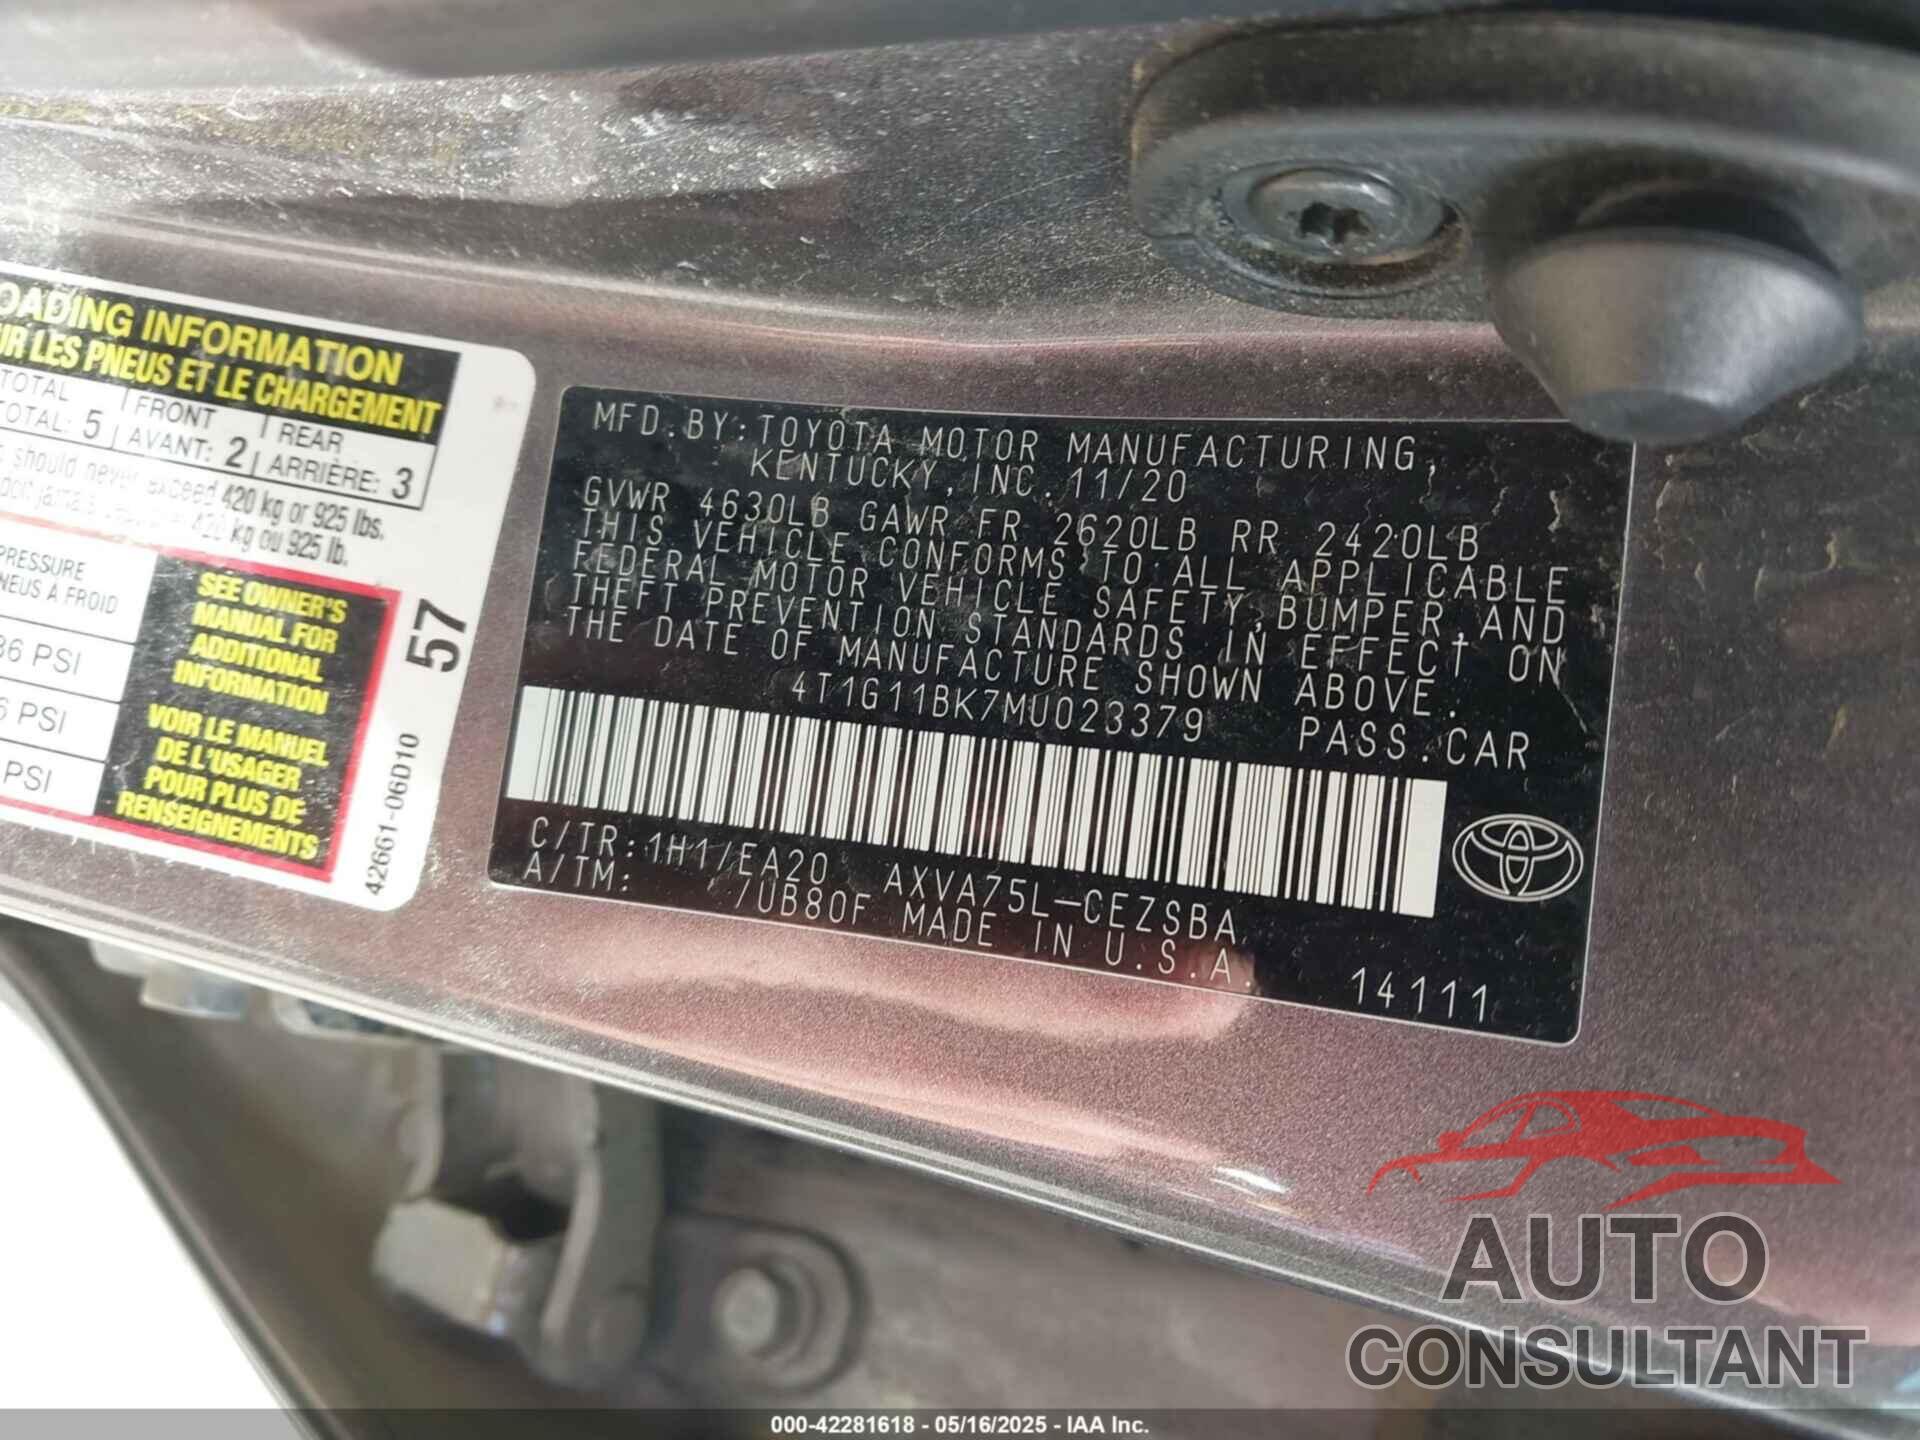 OADING INFORMATION
UR LES PNEUS ET LE CHARGEMENT
TOTAL | FRONT | REAR
TOTAL: 5 | AVANT: 2 | ARRIÈRE: 3
should never exceed 420 kg or 925 lbs.
doit jamais 420 kg ou 925 lb.
PRESSURE
NEUS À FROID
36 PSI
6 PSI
PSI
SEE OWNER'S
MANUAL FOR
ADDITIONAL
INFORMATION
VOIR LE MANUEL
DE L'USAGER
POUR PLUS DE
RENSEIGNEMENTS
57
42661-06D10
MFD.BY:TOYOTA MOTOR MANUFACTURING,
KENTUCKY,INC.11/20
GVWR 4630LB GAWR FR 2620LB RR 2420LB
THIS VEHICLE CONFORMS TO ALL APPLICABLE
FEDERAL MOTOR VEHICLE SAFETY,BUMPER,AND
THEFT PREVENTION STANDARDS IN EFFECT ON
THE DATE OF MANUFACTURE SHOWN ABOVE.
4T1G11BK7MU023379 PASS.CAR
C/TR:1H1/EA20 AXVA75L-CEZSBA
A/TM: /UB80F MADE IN U.S.A.
14111
AUTO
CONSULTANT
000-42281618 - 05/16/2025 - IAA Inc.